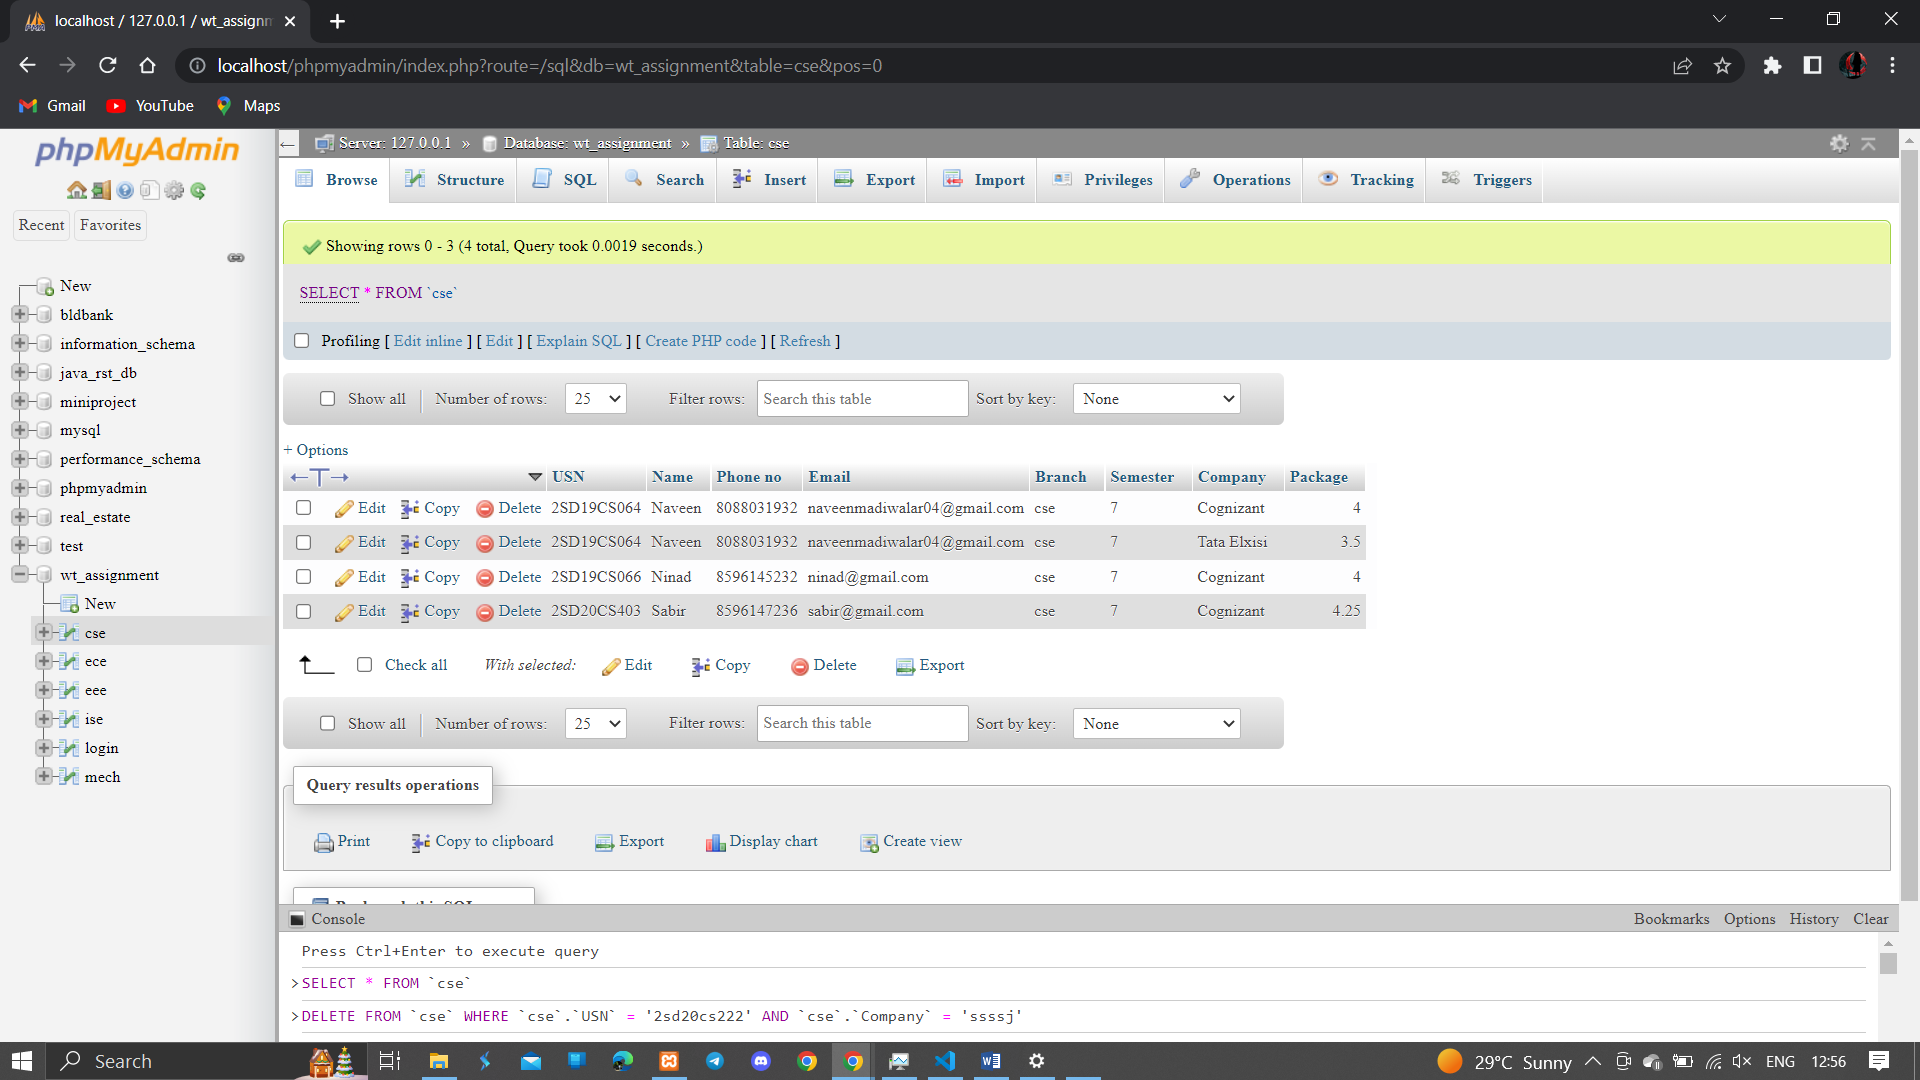 localhost / 127.0.0.1 / wt_assignm
localhost/phpmyadmin/index.php?route=/sql&db=wt_assignment&table=cse&pos=0
Gmail YouTube Maps
phpMyAdmin
Recent Favorites
New
bldbank
information_schema
java_rst_db
miniproject
mysql
performance_schema
phpmyadmin
real_estate
test
wt_assignment
New
cse
ece
eee
ise
login
mech
Server: 127.0.0.1 » Database: wt_assignment » Table: cse
Browse Structure SQL Search Insert Export Import Privileges Operations Tracking Triggers
Showing rows 0 - 3 (4 total, Query took 0.0019 seconds.)
SELECT * FROM `cse`
Profiling [ Edit inline ] [ Edit ] [ Explain SQL ] [ Create PHP code ] [ Refresh ]
Show all Number of rows: 25 Filter rows: Search this table Sort by key: None
+ Options
←T→ USN Name Phone no Email Branch Semester Company Package
Edit Copy Delete 2SD19CS064 Naveen 8088031932 naveenmadiwalar04@gmail.com cse 7 Cognizant 4
Edit Copy Delete 2SD19CS064 Naveen 8088031932 naveenmadiwalar04@gmail.com cse 7 Tata Elxisi 3.5
Edit Copy Delete 2SD19CS066 Ninad 8596145232 ninad@gmail.com cse 7 Cognizant 4
Edit Copy Delete 2SD20CS403 Sabir 8596147236 sabir@gmail.com cse 7 Cognizant 4.25
Check all With selected: Edit Copy Delete Export
Show all Number of rows: 25 Filter rows: Search this table Sort by key: None
Query results operations
Print Copy to clipboard Export Display chart Create view
Console Bookmarks Options History Clear
Press Ctrl+Enter to execute query
>SELECT * FROM `cse`
>DELETE FROM `cse` WHERE `cse`.`USN` = '2sd20cs222' AND `cse`.`Company` = 'ssssj'
Search 29°C Sunny ENG 12:56